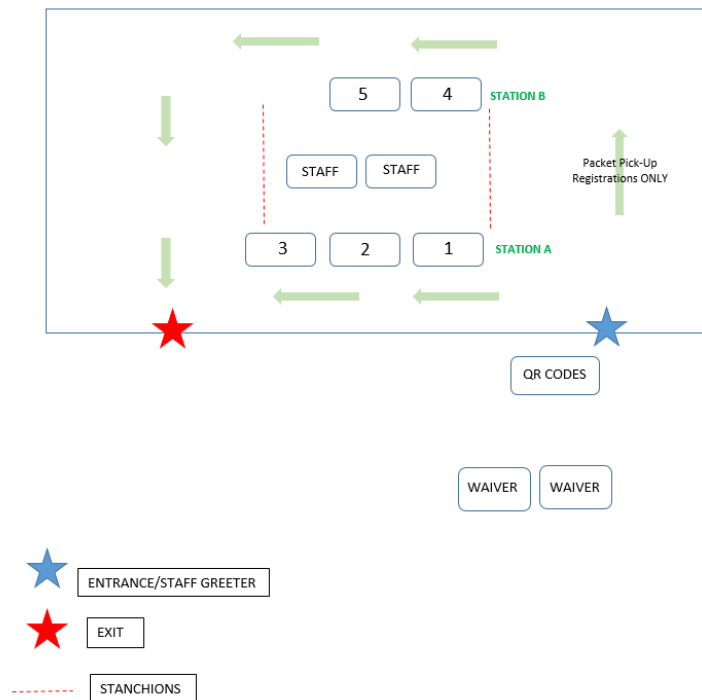 5
4
STATION B
STAFF
STAFF
Packet Pick-Up
Registrations ONLY
3
2
1
STATION A
QR CODES
WAIVER
WAIVER
ENTRANCE/STAFF GREETER
EXIT
STANCHIONS